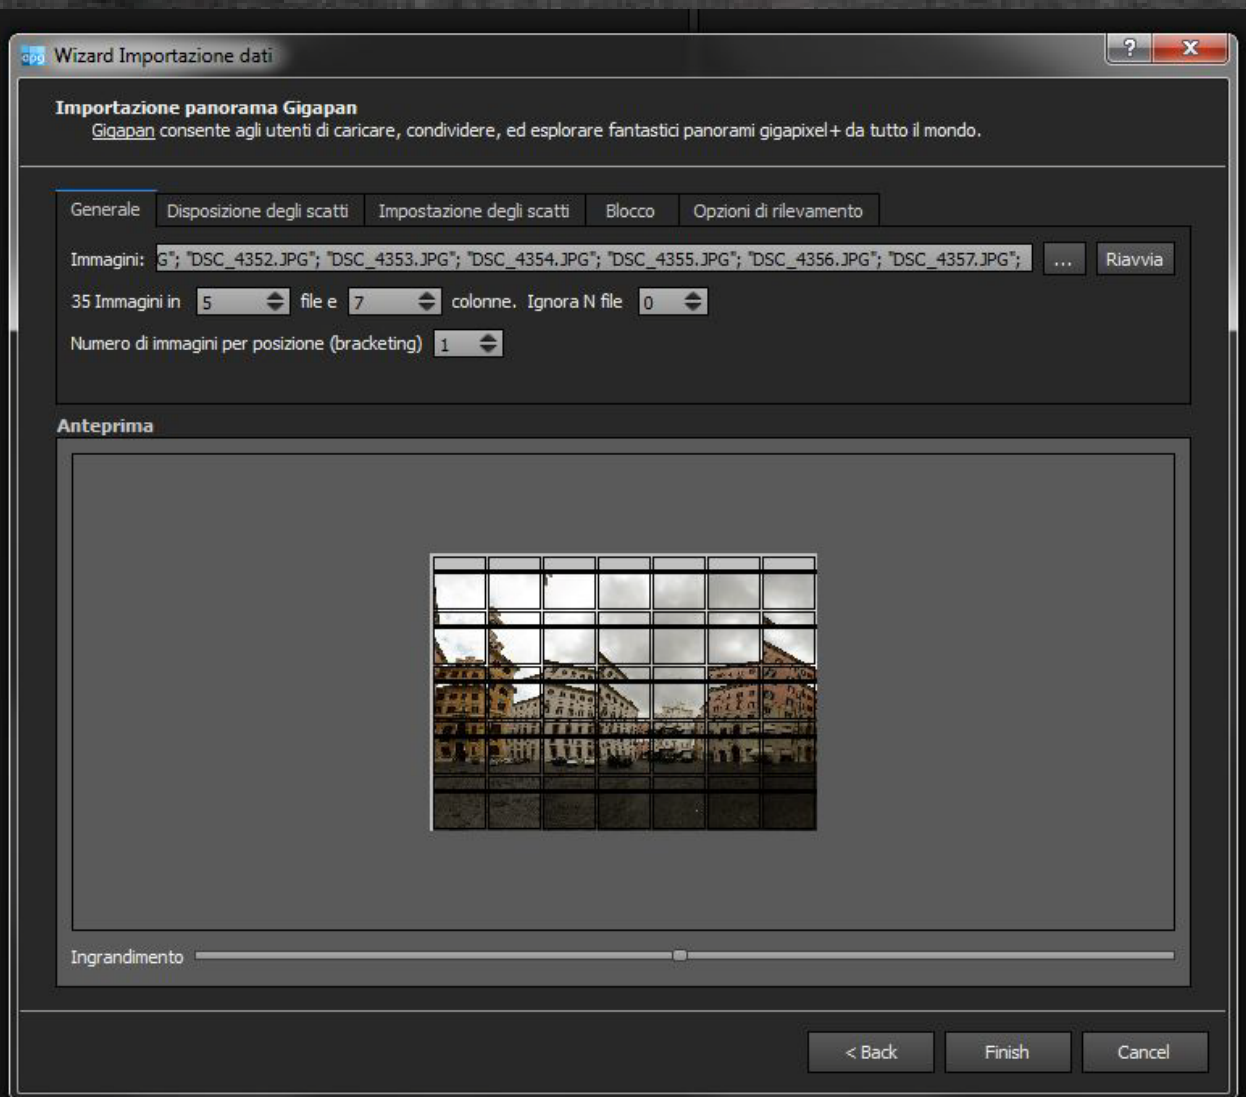 apg Wizard Importazione dati ? X
Importazione panorama Gigapan
Gigapan consente agli utenti di caricare, condividere, ed esplorare fantastici panorami gigapixel+ da tutto il mondo.
Generale Disposizione degli scatti Impostazione degli scatti Blocco Opzioni di rilevamento
Immagini: G"; "DSC_4352.JPG"; "DSC_4353.JPG"; "DSC_4354.JPG"; "DSC_4355.JPG"; "DSC_4356.JPG"; "DSC_4357.JPG"; ... Riavvia
35 Immagini in 5 file e 7 colonne. Ignora N file 0
Numero di immagini per posizione (bracketing) 1
Anteprima
Ingrandimento
< Back Finish Cancel